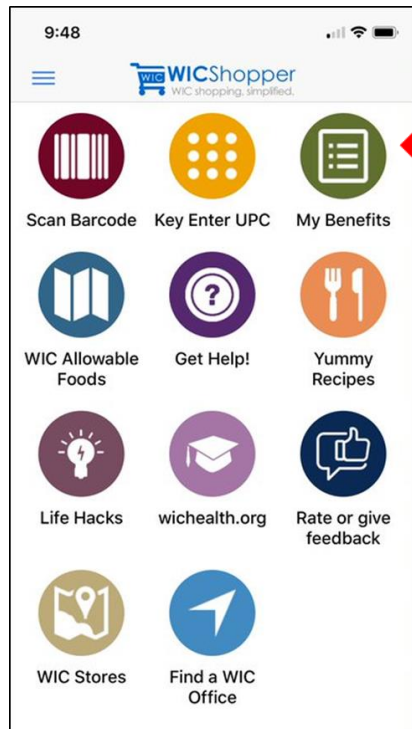 9:48
WIC WICShopper
WIC shopping, simplified.
Scan Barcode Key Enter UPC My Benefits
?
WIC Allowable Foods
Get Help!
Yummy Recipes
Life Hacks wichealth.org
Rate or give feedback
WIC Stores
Find a WIC Office